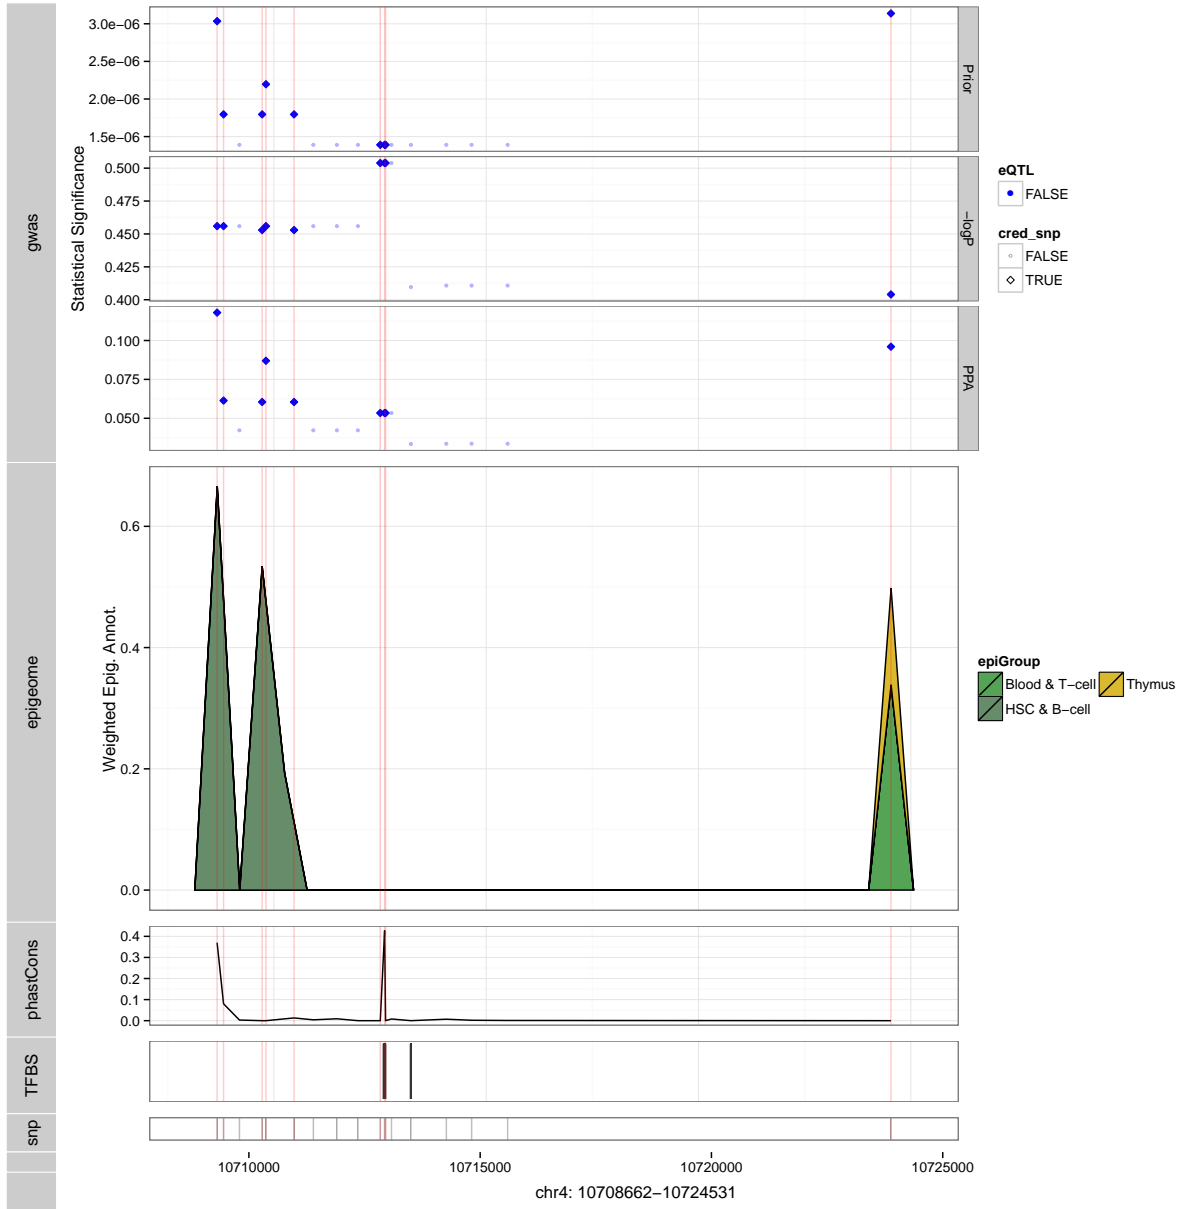 gwas
Statistical Significance
3.0e−06
2.5e−06
2.0e−06
1.5e−06
Prior
0.500
0.475
0.450
0.425
0.400
−logP
0.100
0.075
0.050
PPA
eQTL
FALSE
cred_snp
FALSE
TRUE
epigeome
Weighted Epig. Annot.
0.6
0.4
0.2
0.0
epiGroup
Blood & T−cell
Thymus
HSC & B−cell
phastCons
0.4
0.3
0.2
0.1
0.0
TFBS
snp
10710000
10715000
10720000
10725000
chr4: 10708662−10724531